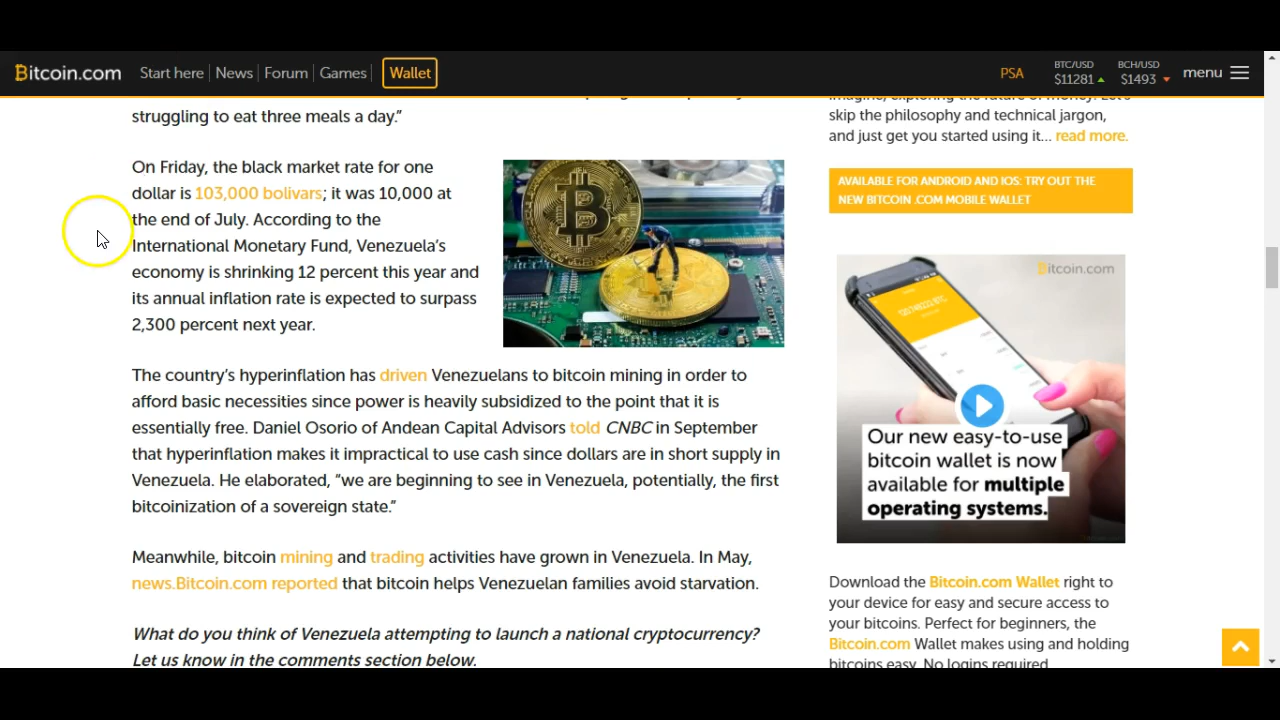 Bitcoin.com Start here News Forum Games Wallet PSA BTC/USD $11281 BCH/USD $1493 menu
struggling to eat three meals a day.”
On Friday, the black market rate for one
dollar is 103,000 bolivars; it was 10,000 at
the end of July. According to the
International Monetary Fund, Venezuela’s
economy is shrinking 12 percent this year and
its annual inflation rate is expected to surpass
2,300 percent next year.
The country’s hyperinflation has driven Venezuelans to bitcoin mining in order to
afford basic necessities since power is heavily subsidized to the point that it is
essentially free. Daniel Osorio of Andean Capital Advisors told CNBC in September
that hyperinflation makes it impractical to use cash since dollars are in short supply in
Venezuela. He elaborated, “we are beginning to see in Venezuela, potentially, the first
bitcoinization of a sovereign state.”
Meanwhile, bitcoin mining and trading activities have grown in Venezuela. In May,
news.Bitcoin.com reported that bitcoin helps Venezuelan families avoid starvation.
What do you think of Venezuela attempting to launch a national cryptocurrency?
Let us know in the comments section below.
skip the philosophy and technical jargon,
and just get you started using it... read more.
AVAILABLE FOR ANDROID AND IOS: TRY OUT THE
NEW BITCOIN .COM MOBILE WALLET
Bitcoin.com
Our new easy-to-use
bitcoin wallet is now
available for multiple
operating systems.
Download the Bitcoin.com Wallet right to
your device for easy and secure access to
your bitcoins. Perfect for beginners, the
Bitcoin.com Wallet makes using and holding
bitcoins easy. No logins required